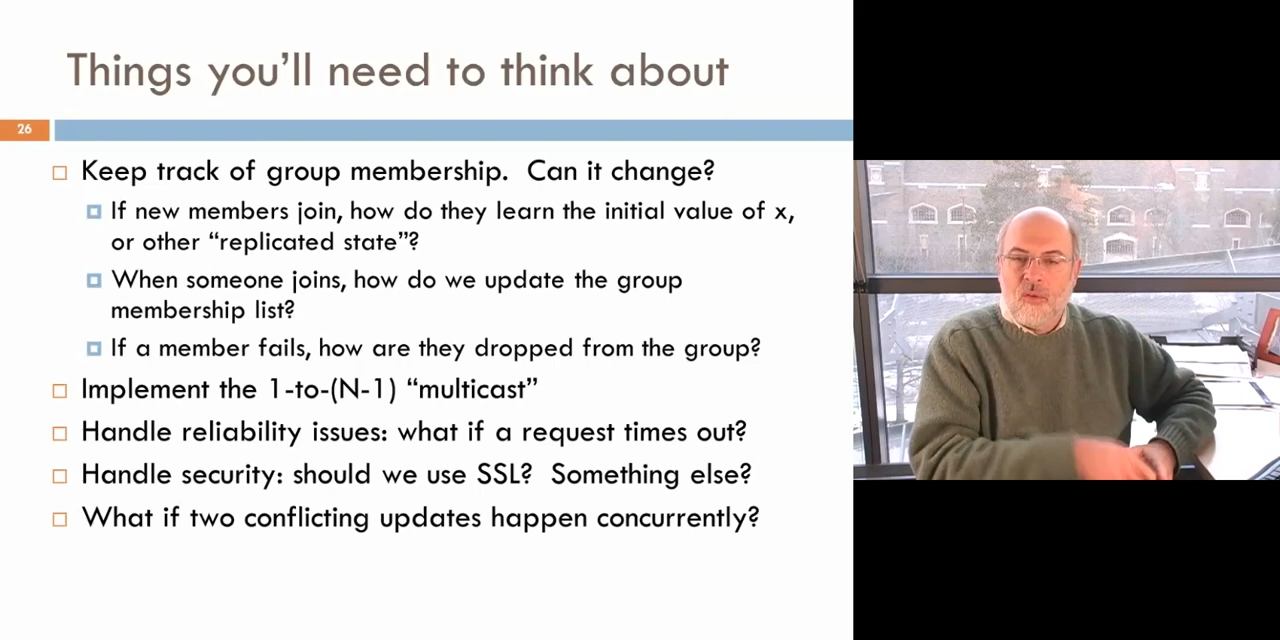 Things you'll need to think about
26
Keep track of group membership.  Can it change?
If new members join, how do they learn the initial value of x,
or other “replicated state”?
When someone joins, how do we update the group
membership list?
If a member fails, how are they dropped from the group?
Implement the 1-to-(N-1) “multicast”
Handle reliability issues: what if a request times out?
Handle security: should we use SSL?  Something else?
What if two conflicting updates happen concurrently?